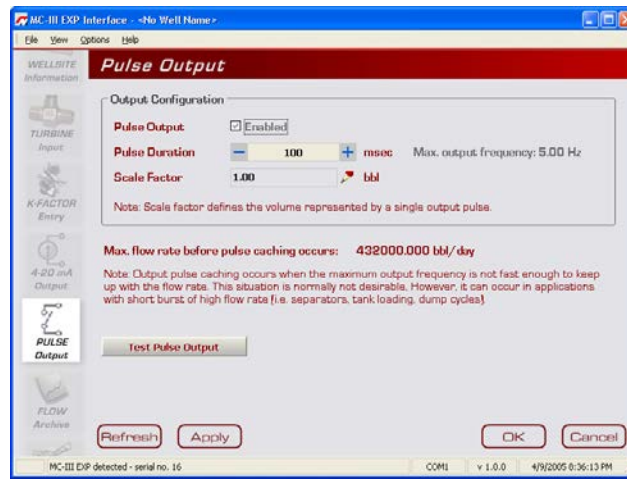 MC-III EXP Interface - <No Well Name>
File View Options Help
WELLSITE
Information
TURBINE
Input
K-FACTOR
Entry
4-20 mA
Output
PULSE
Output
FLOW
Archive
Pulse Output
Output Configuration
Pulse Output Enabled
Pulse Duration 100 msec Max. output frequency: 5.00 Hz
Scale Factor 1.00 bbl
Note: Scale factor defines the volume represented by a single output pulse.
Max. flow rate before pulse caching occurs: 432000.000 bbl/day
Note: Output pulse caching occurs when the maximum output frequency is not fast enough to keep
up with the flow rate. This situation is normally not desirable. However, it can occur in applications
with short burst of high flow rate (i.e. separators, tank loading, dump cycles).
Test Pulse Output
Refresh Apply OK Cancel
MC-III EXP detected - serial no. 16 COM1 v 1.0.0 4/9/2005 8:36:13 PM